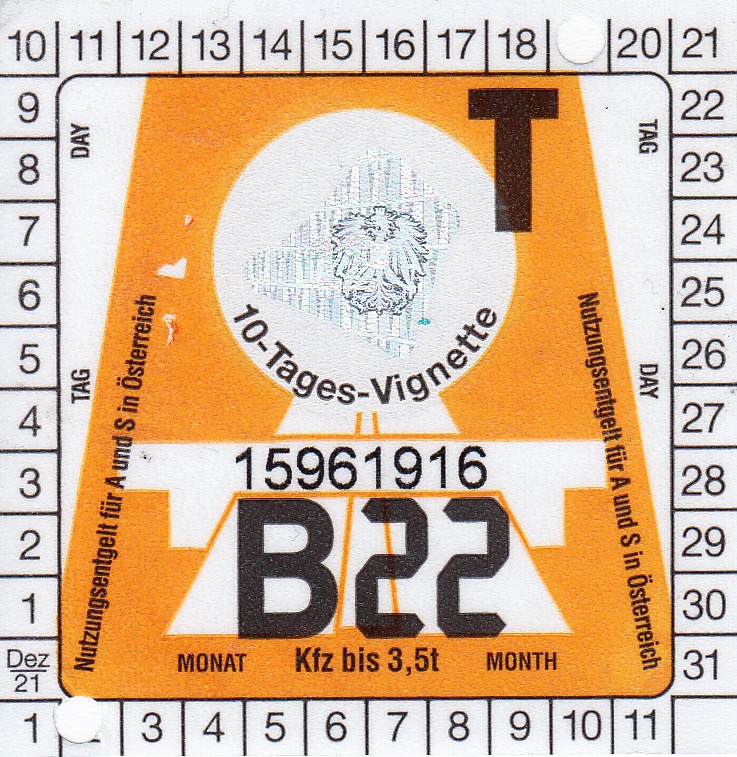 10 11 12 13 14 15 16 17 18 20 21
9 22
8 23
7 24
6 25
5 26
4 27
3 28
2 29
1 30
Dez 21 31
1 3 4 5 6 7 8 9 10 11
DAY
TAG
T
10-Tages-Vignette
TAG
DAY
Nutzungsentgelt für A und S in Österreich
Nutzungsentgelt für A und S in Österreich
15961916
B22
MONAT Kfz bis 3,5t MONTH